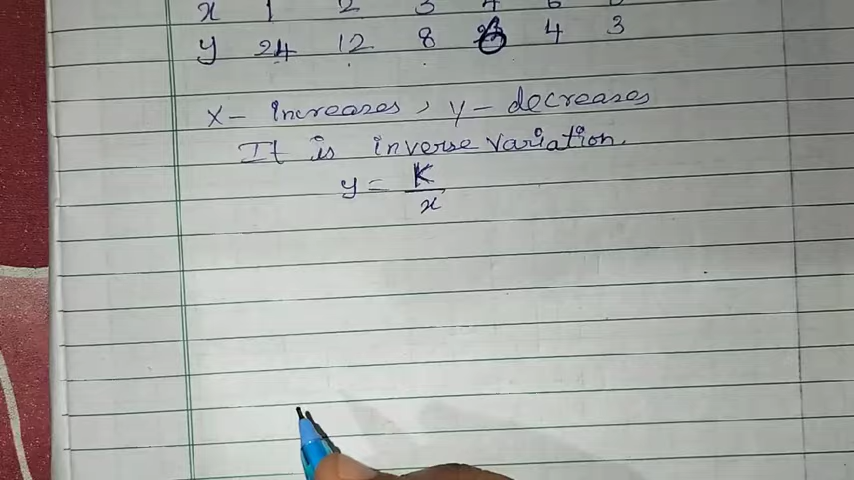 x 1 2 3 4 6
y 24 12 8 6 4 3
x- increases, y- decreases
It is inverse variation.
y = K/x